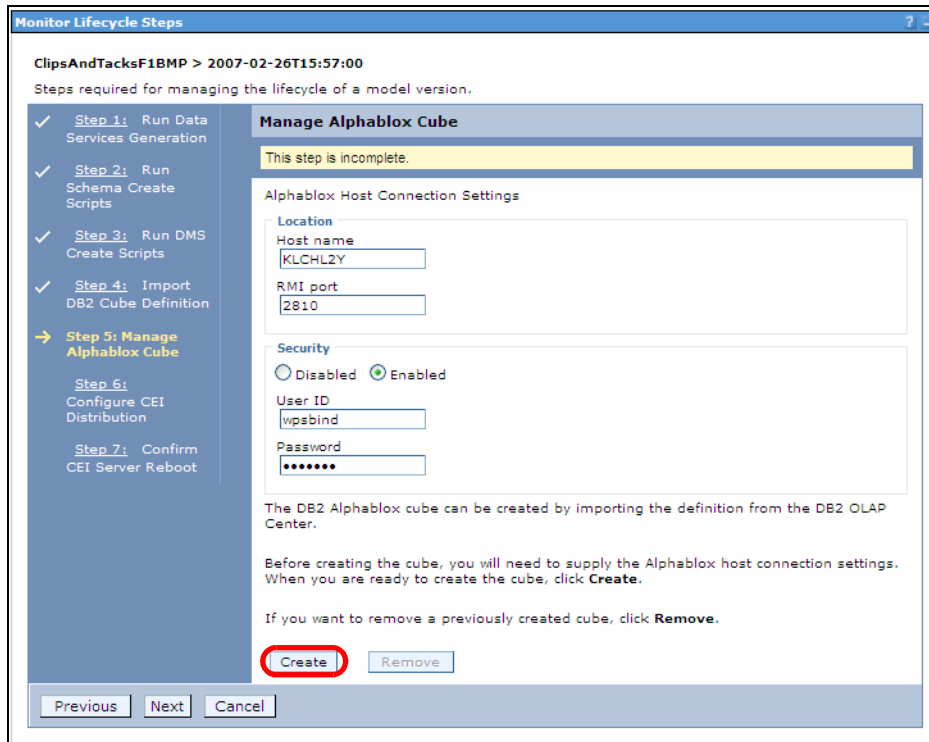 Monitor Lifecycle Steps
?
ClipsAndTacksF1BMP > 2007-02-26T15:57:00
Steps required for managing the lifecycle of a model version.
Step 1: Run Data
Services Generation
Step 2: Run
Schema Create
Scripts
Step 3: Run DMS
Create Scripts
Step 4: Import
DB2 Cube Definition
Step 5: Manage
Alphablox Cube
Step 6:
Configure CEI
Distribution
Step 7: Confirm
CEI Server Reboot
Manage Alphablox Cube
This step is incomplete.
Alphablox Host Connection Settings
Location
Host name
KLCHL2Y
RMI port
2810
Security
Disabled Enabled
User ID
wpsbind
Password
•••••••
The DB2 Alphablox cube can be created by importing the definition from the DB2 OLAP
Center.
Before creating the cube, you will need to supply the Alphablox host connection settings.
When you are ready to create the cube, click Create.
If you want to remove a previously created cube, click Remove.
Create Remove
Previous Next Cancel